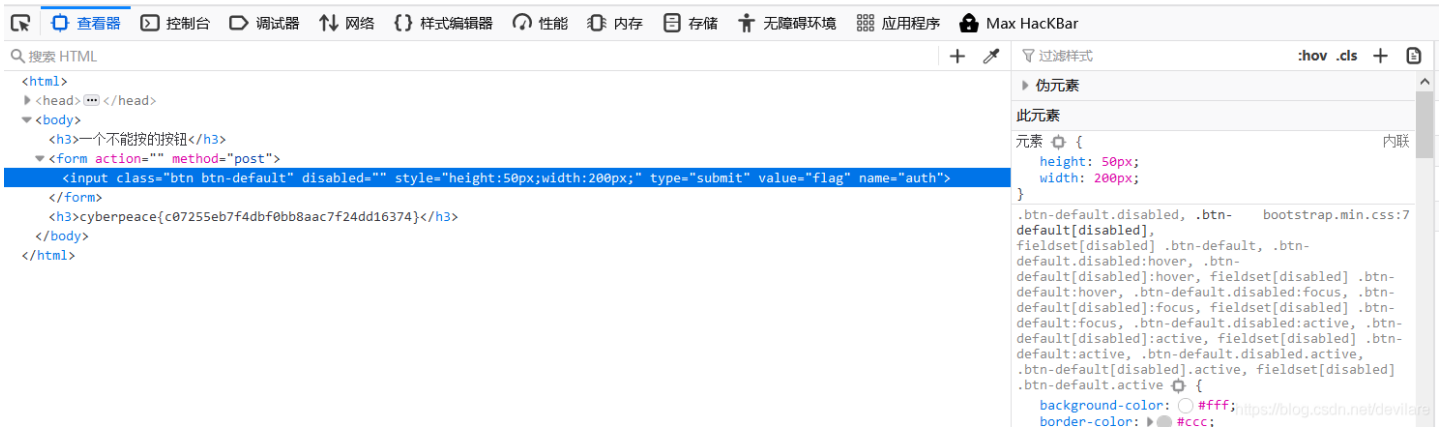 查看器 控制台 调试器 网络 {} 样式编辑器 性能 内存 存储 无障碍环境 应用程序 Max HacKBar
搜索 HTML
<html>
<head>···</head>
<body>
<h3>一个不能按的按钮</h3>
<form action="" method="post">
<input class="btn btn-default" disabled="" style="height:50px;width:200px;" type="submit" value="flag" name="auth">
</form>
<h3>cyberpeace{c07255eb7f4dbf0bb8aac7f24dd16374}</h3>
</body>
</html>
过滤样式 :hov .cls
伪元素
此元素
元素 { 内联
height: 50px;
width: 200px;
}
.btn-default.disabled, .btn- bootstrap.min.css:7
default[disabled],
fieldset[disabled] .btn-default, .btn-
default.disabled:hover, .btn-
default[disabled]:hover, fieldset[disabled] .btn-
default:hover, .btn-default.disabled:focus, .btn-
default[disabled]:focus, fieldset[disabled] .btn-
default:focus, .btn-default.disabled:active, .btn-
default[disabled]:active, fieldset[disabled] .btn-
default:active, .btn-default.disabled.active,
.btn-default[disabled].active, fieldset[disabled]
.btn-default.active {
background-color: #fff;
border-color: #ccc;
https://blog.csdn.net/devilare